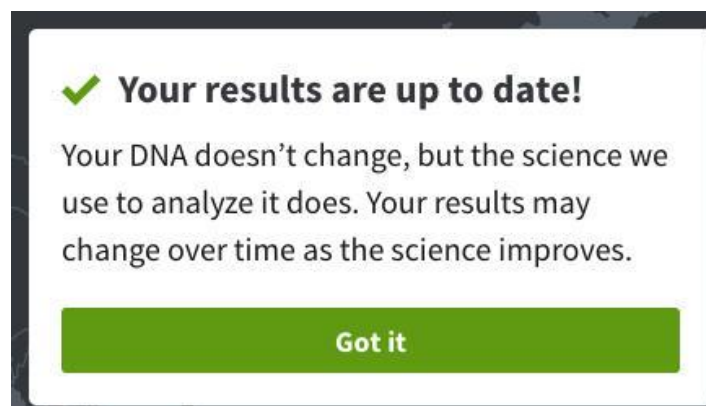 Your results are up to date!
Your DNA doesn’t change, but the science we
use to analyze it does. Your results may
change over time as the science improves.
Got it